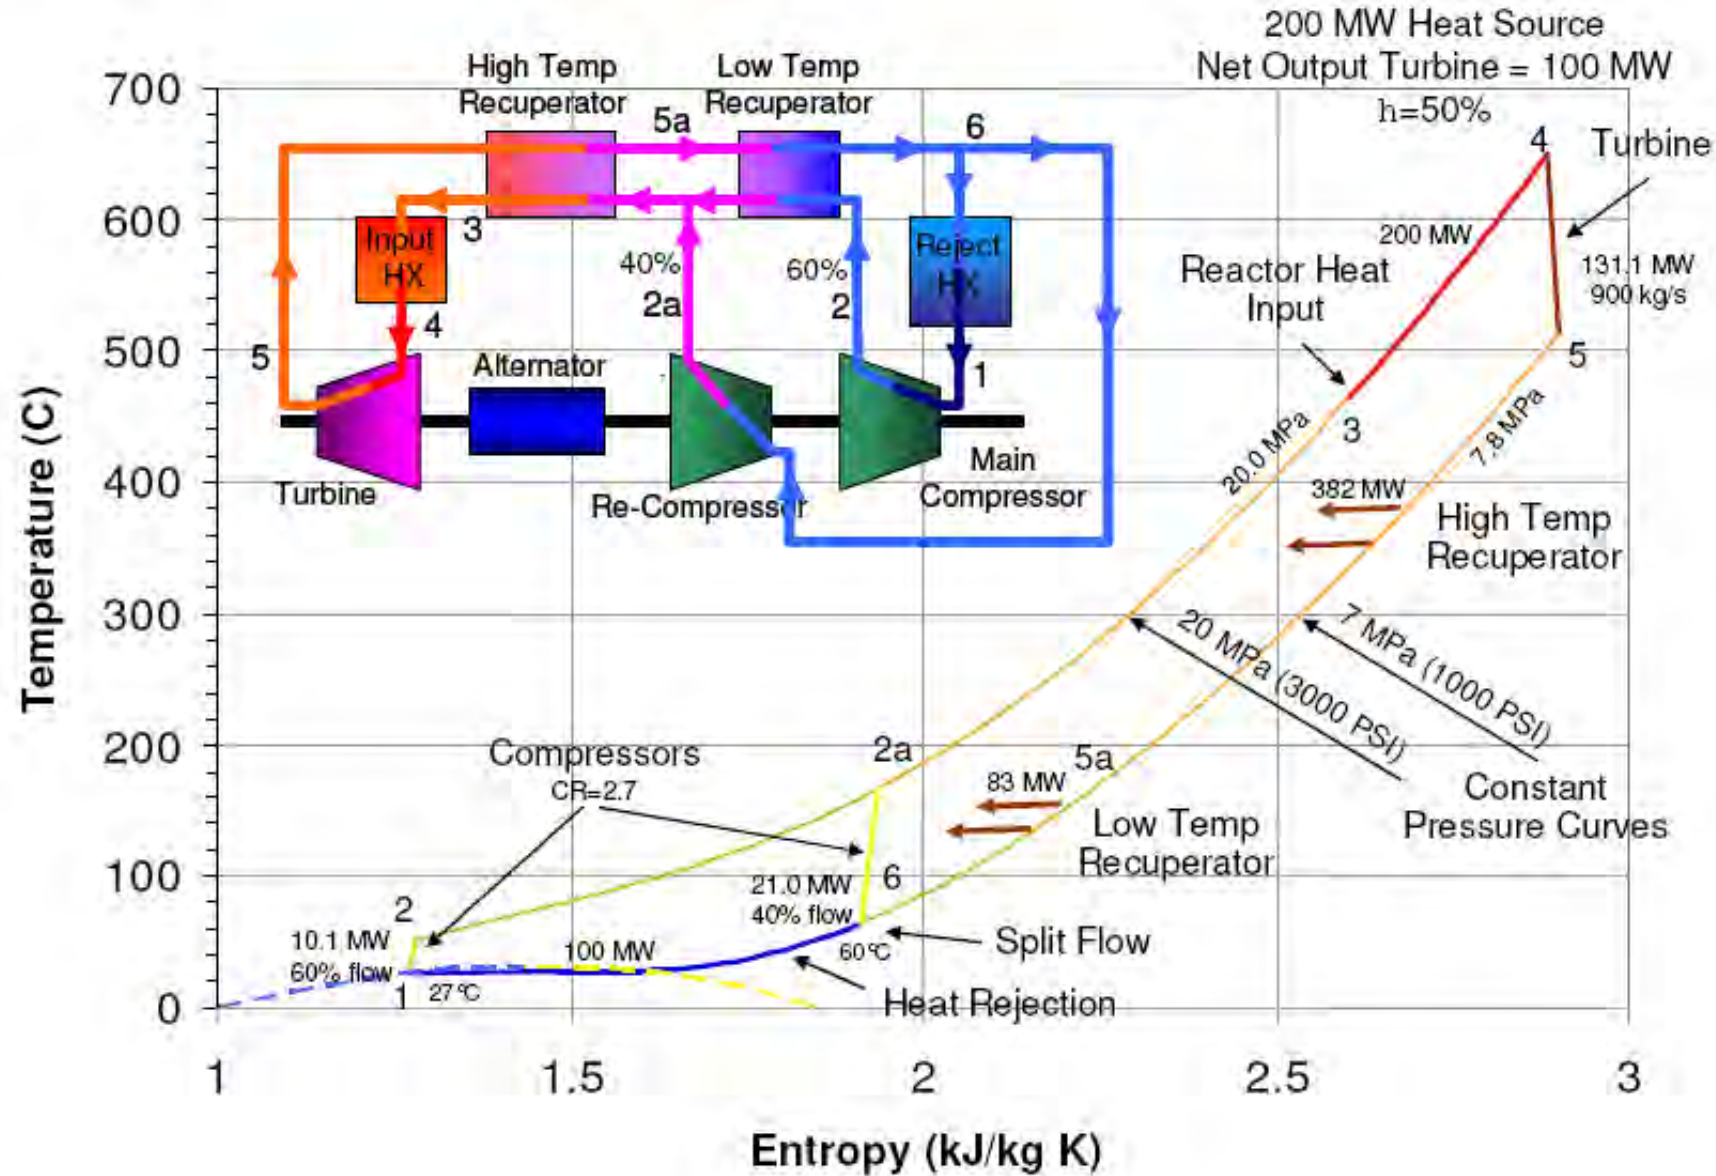 200 MW Heat Source
Net Output Turbine = 100 MW
h=50%
High Temp
Recuperator
Low Temp
Recuperator
5a
6
3
Input
HX
4
5
40%
2a
60%
2
Reject
HX
1
Alternator
Turbine
Re-Compressor
Main
Compressor
4
Turbine
200 MW
131.1 MW
900 kg/s
Reactor Heat
Input
5
3
20.0 MPa
7.8 MPa
382 MW
High Temp
Recuperator
20 MPa (3000 PSI)
7 MPa (1000 PSI)
Constant
Pressure Curves
Compressors
CR=2.7
2a
5a
83 MW
Low Temp
Recuperator
6
21.0 MW
40% flow
2
10.1 MW
60% flow
100 MW
60°C
Split Flow
1
27°C
Heat Rejection
700
600
500
400
300
200
100
0
Temperature (C)
1
1.5
2
2.5
3
Entropy (kJ/kg K)